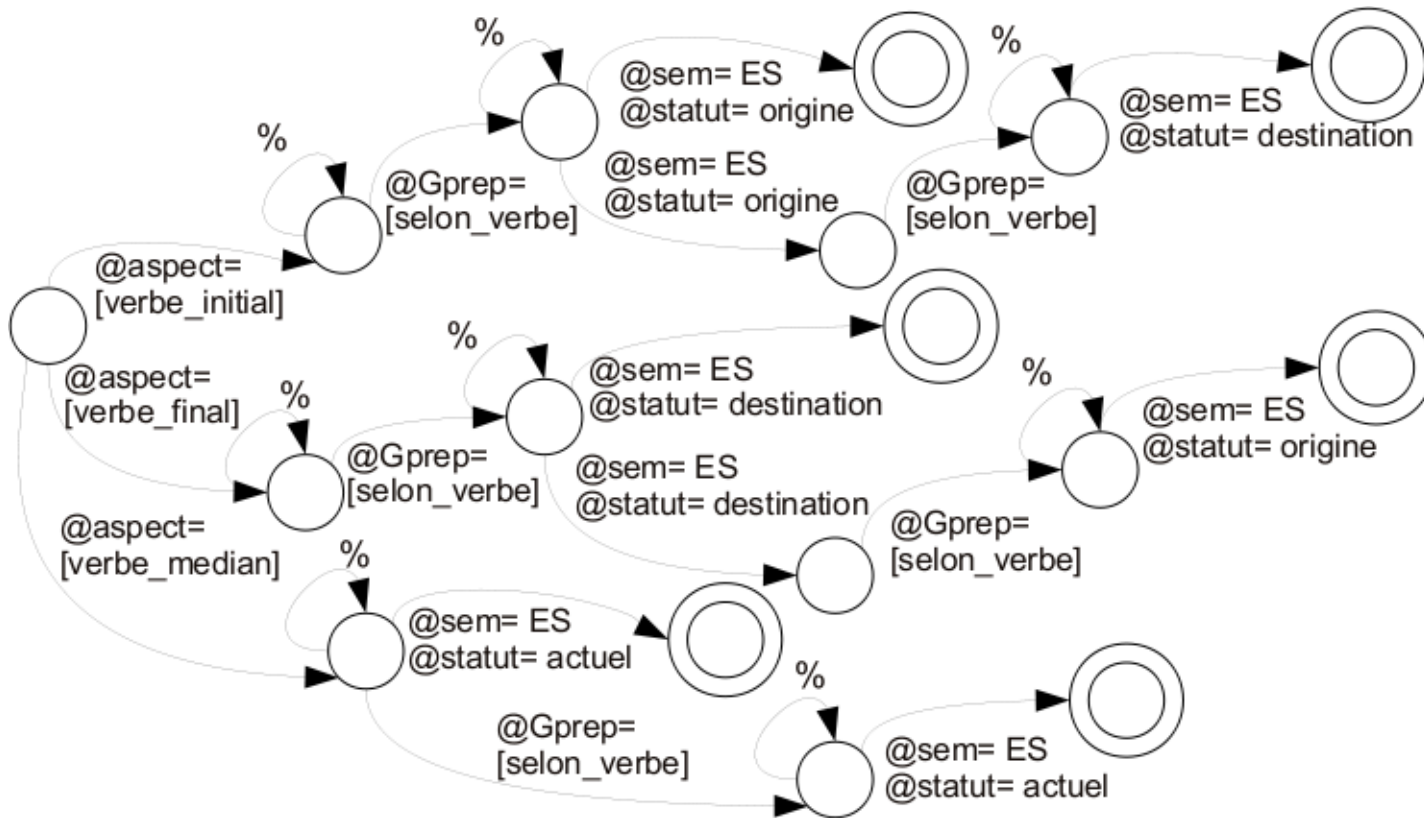 %
%
@sem= ES
@statut= origine
%
@sem= ES
@statut= destination
%
@Gprep=
[selon_verbe]
@sem= ES
@statut= origine
@Gprep=
[selon_verbe]
@aspect=
[verbe_initial]
%
@sem= ES
@statut= destination
@aspect=
[verbe_final]
%
@Gprep=
[selon_verbe]
@sem= ES
@statut= destination
%
@sem= ES
@statut= origine
@Gprep=
[selon_verbe]
@aspect=
[verbe_median]
%
@sem= ES
@statut= actuel
@Gprep=
[selon_verbe]
%
@sem= ES
@statut= actuel